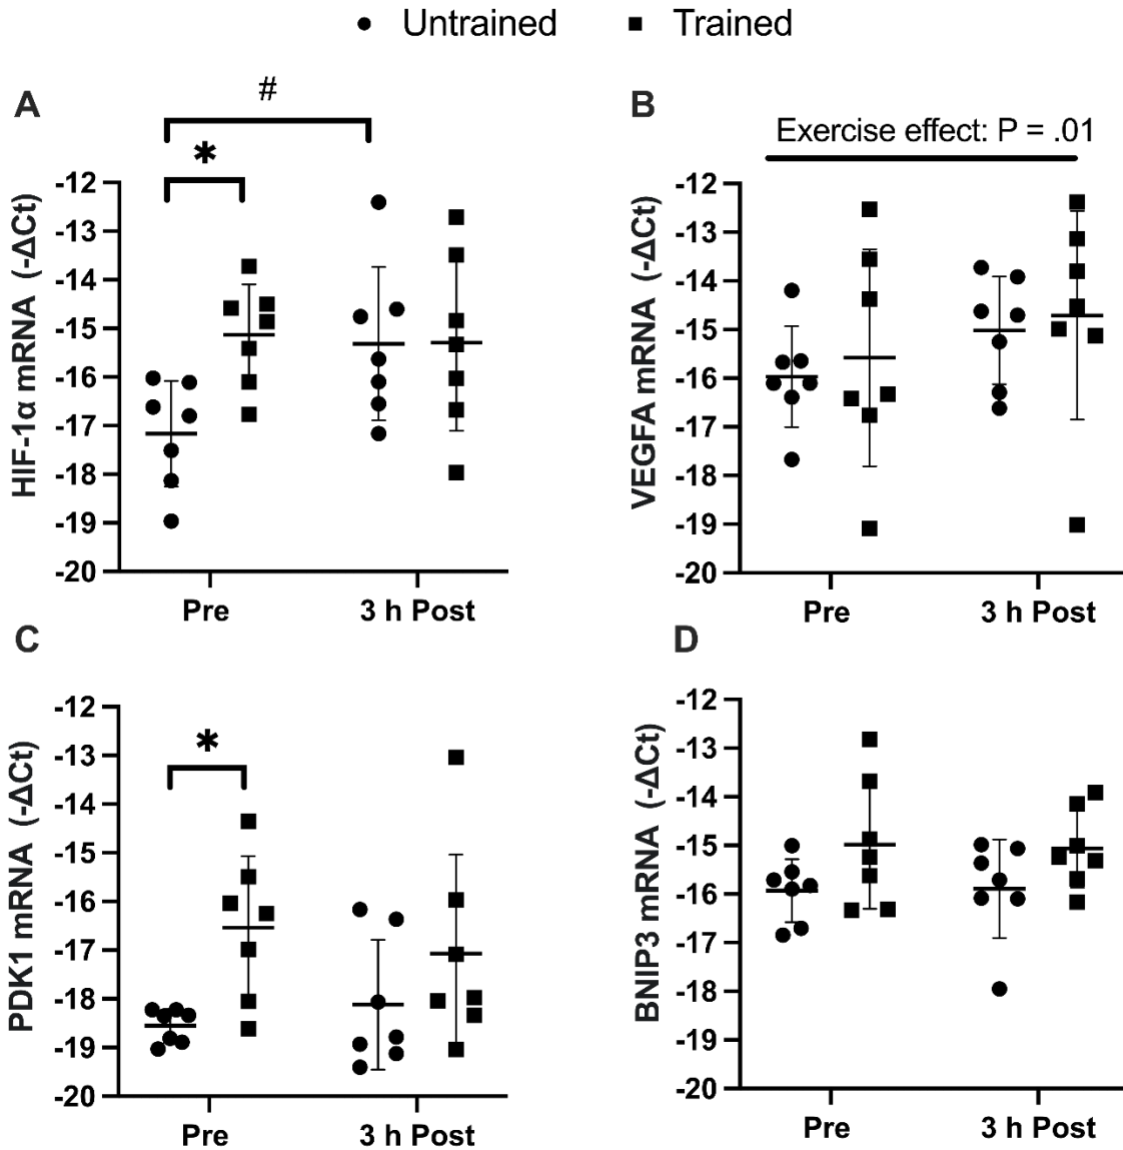 ● Untrained ■ Trained
A
#
*
HIF-1α mRNA (-ΔCt)
-12
-13
-14
-15
-16
-17
-18
-19
-20
Pre 3 h Post
B
Exercise effect: P = .01
VEGFA mRNA (-ΔCt)
-12
-13
-14
-15
-16
-17
-18
-19
-20
Pre 3 h Post
C
*
PDK1 mRNA (-ΔCt)
-12
-13
-14
-15
-16
-17
-18
-19
-20
Pre 3 h Post
D
BNIP3 mRNA (-ΔCt)
-12
-13
-14
-15
-16
-17
-18
-19
-20
Pre 3 h Post